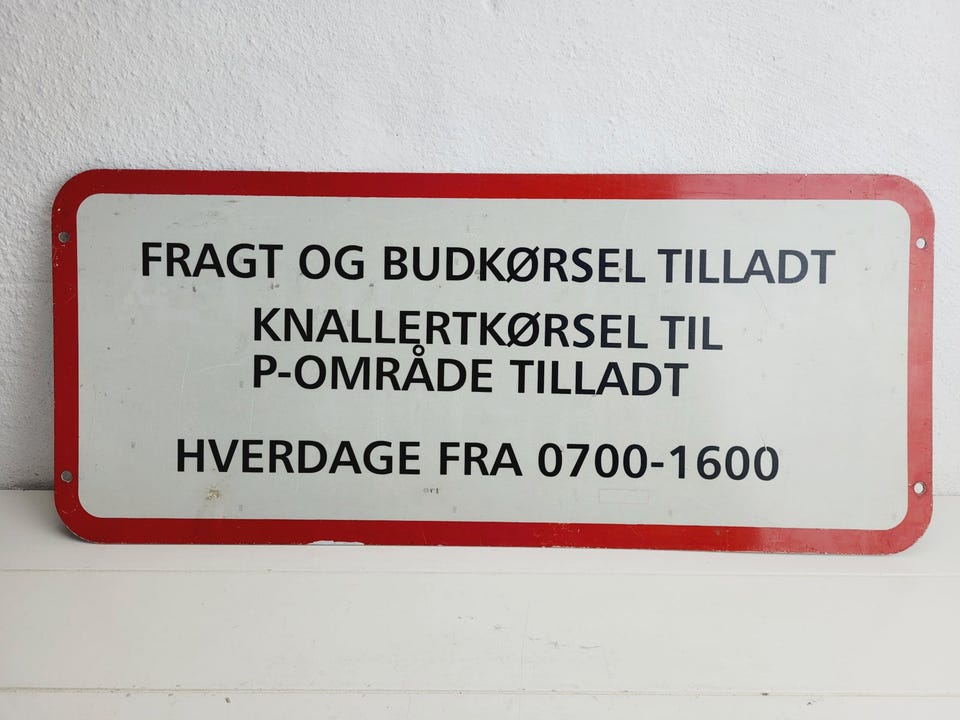 FRAGT OG BUDKØRSEL TILLADT
KNALLERTKØRSEL TIL
P-OMRÅDE TILLADT
HVERDAGE FRA 0700-1600